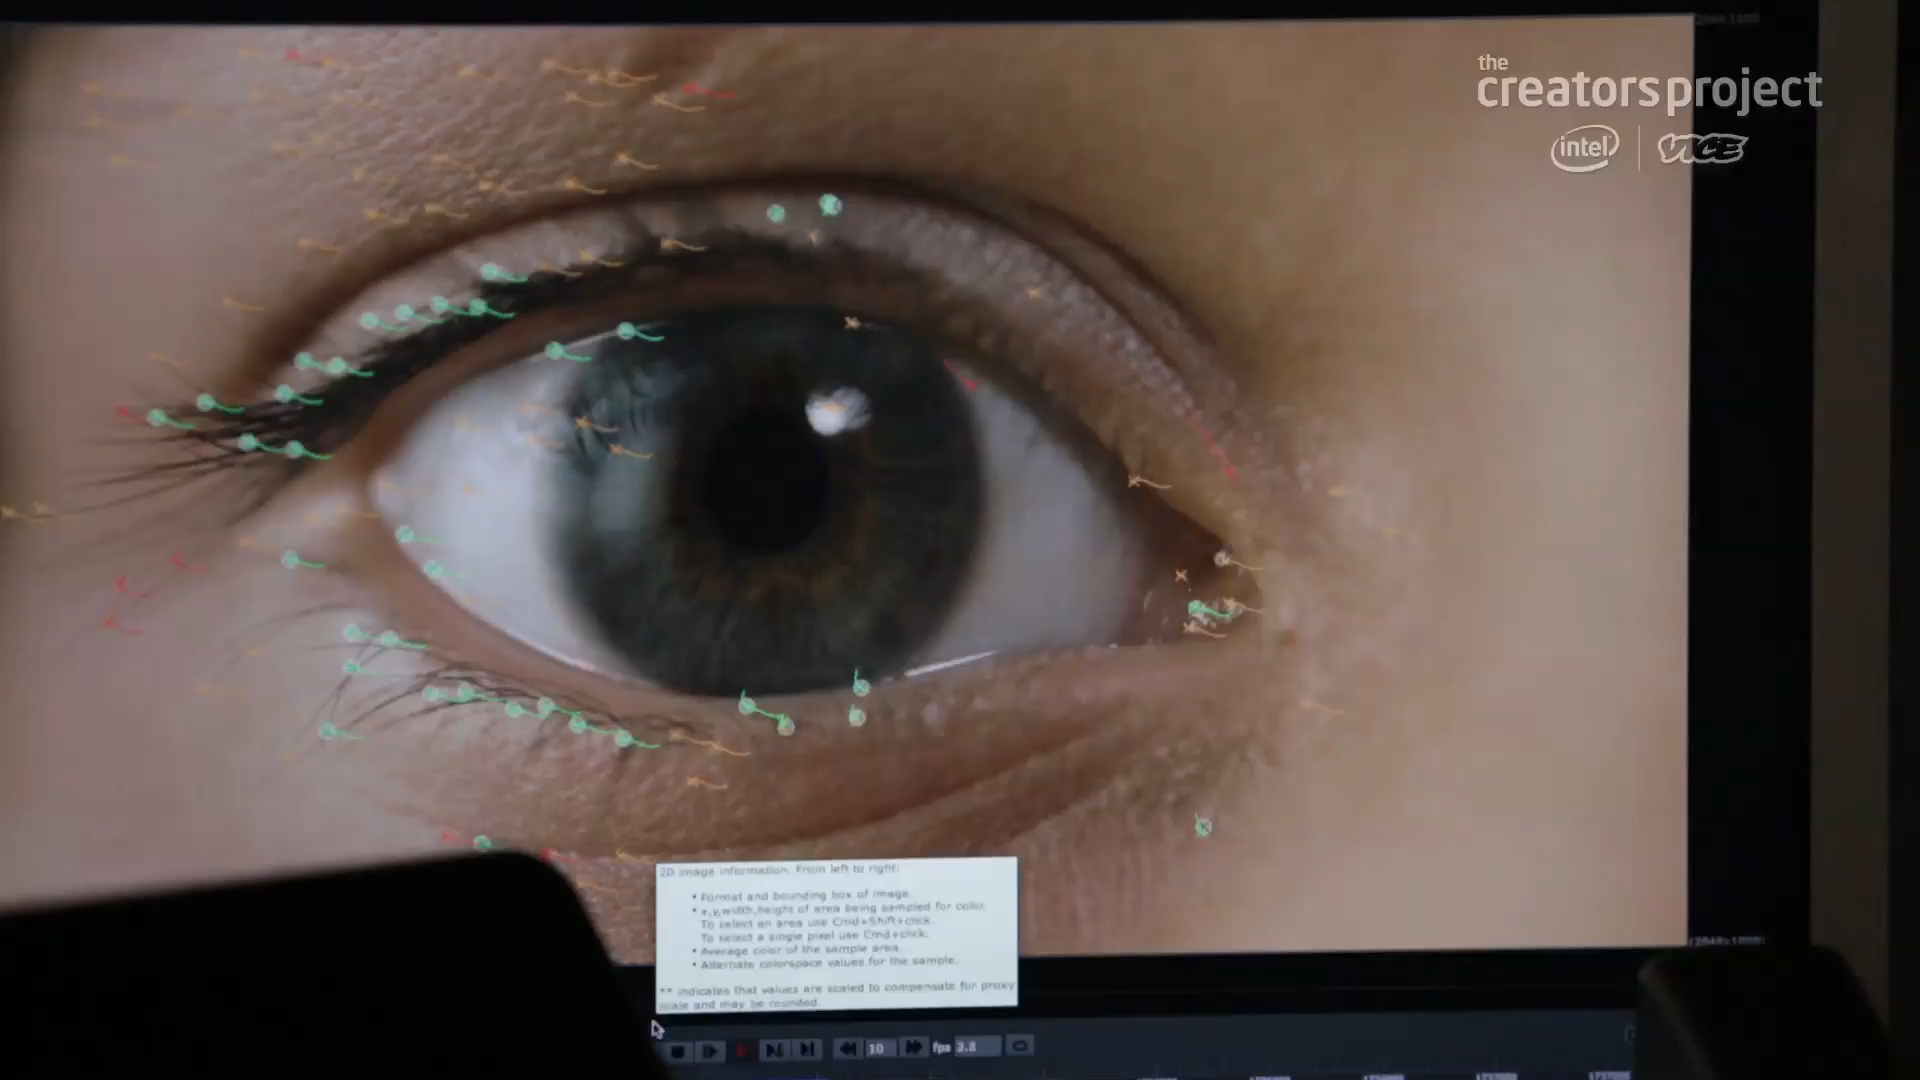 the
creatorsproject
intel
VICE
2D image information. From left to right:
• Format and bounding box of image.
• x,y,width,height of area being sampled for color.
To select an area use Cmd+Shift+click.
To select a single pixel use Cmd+click.
• Average color of the sample area.
• Alternate colorspace values for the sample.
** indicates that values are scaled to compensate for proxy
scale and may be rounded.
10
fps
2.8